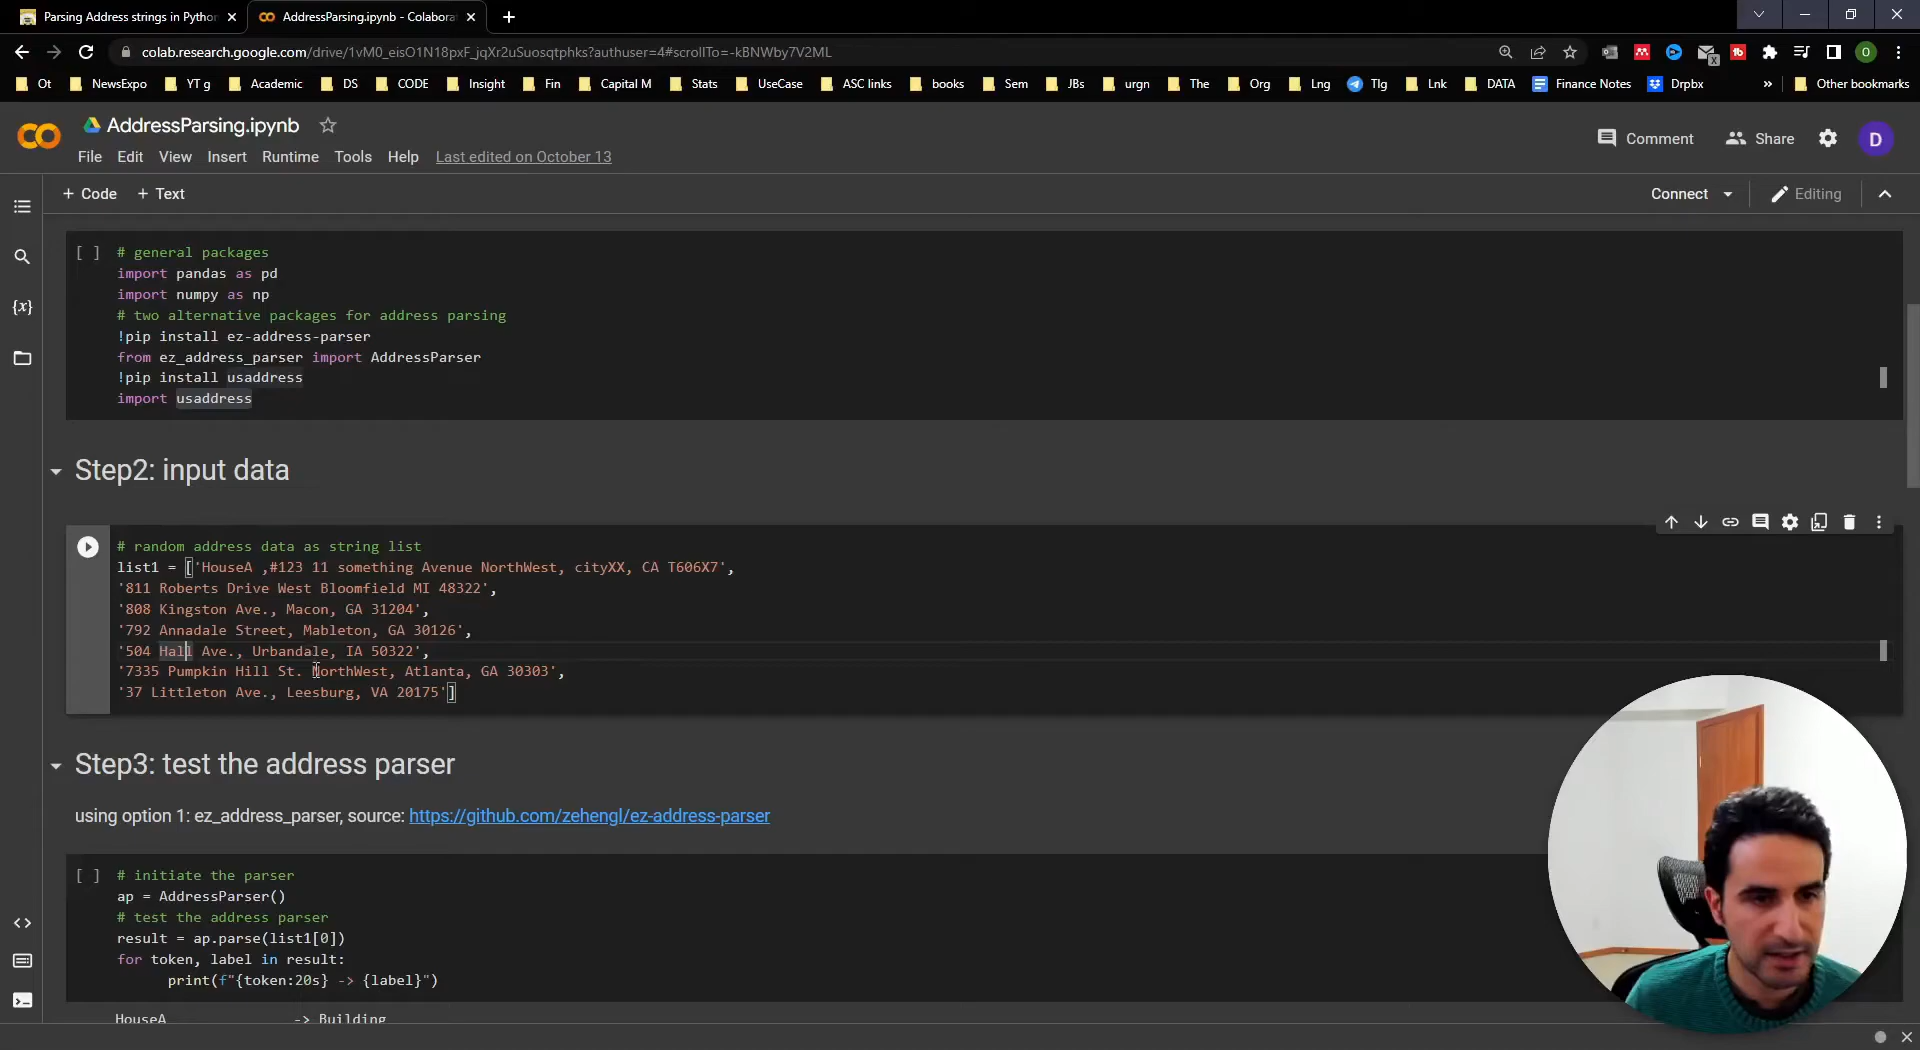 Parsing Address strings in Python
AddressParsing.ipynb - Colabora
colab.research.google.com/drive/1vM0_eisO1N18pxF_jqXr2uSuosqtphks?authuser=4#scrollTo=-kBNWby7V2ML
Ot NewsExpo YT g Academic DS CODE Insight Fin Capital M Stats UseCase ASC links books Sem JBs urgn The Org Lng Tlg Lnk DATA Finance Notes Drpbx » Other bookmarks
AddressParsing.ipynb
Comment Share D
File Edit View Insert Runtime Tools Help Last edited on October 13
+ Code + Text Connect Editing
[ ] # general packages
import pandas as pd
import numpy as np
# two alternative packages for address parsing
!pip install ez-address-parser
from ez_address_parser import AddressParser
!pip install usaddress
import usaddress
Step2: input data
# random address data as string list
list1 = ['HouseA ,#123 11 something Avenue NorthWest, cityXX, CA T606X7',
'811 Roberts Drive West Bloomfield MI 48322',
'808 Kingston Ave., Macon, GA 31204',
'792 Annadale Street, Mableton, GA 30126',
'504 Hall Ave., Urbandale, IA 50322',
'7335 Pumpkin Hill St. NorthWest, Atlanta, GA 30303',
'37 Littleton Ave., Leesburg, VA 20175']
Step3: test the address parser
using option 1: ez_address_parser, source: https://github.com/zehengl/ez-address-parser
[ ] # initiate the parser
ap = AddressParser()
# test the address parser
result = ap.parse(list1[0])
for token, label in result:
print(f"{token:20s} -> {label}")
HouseA -> Building